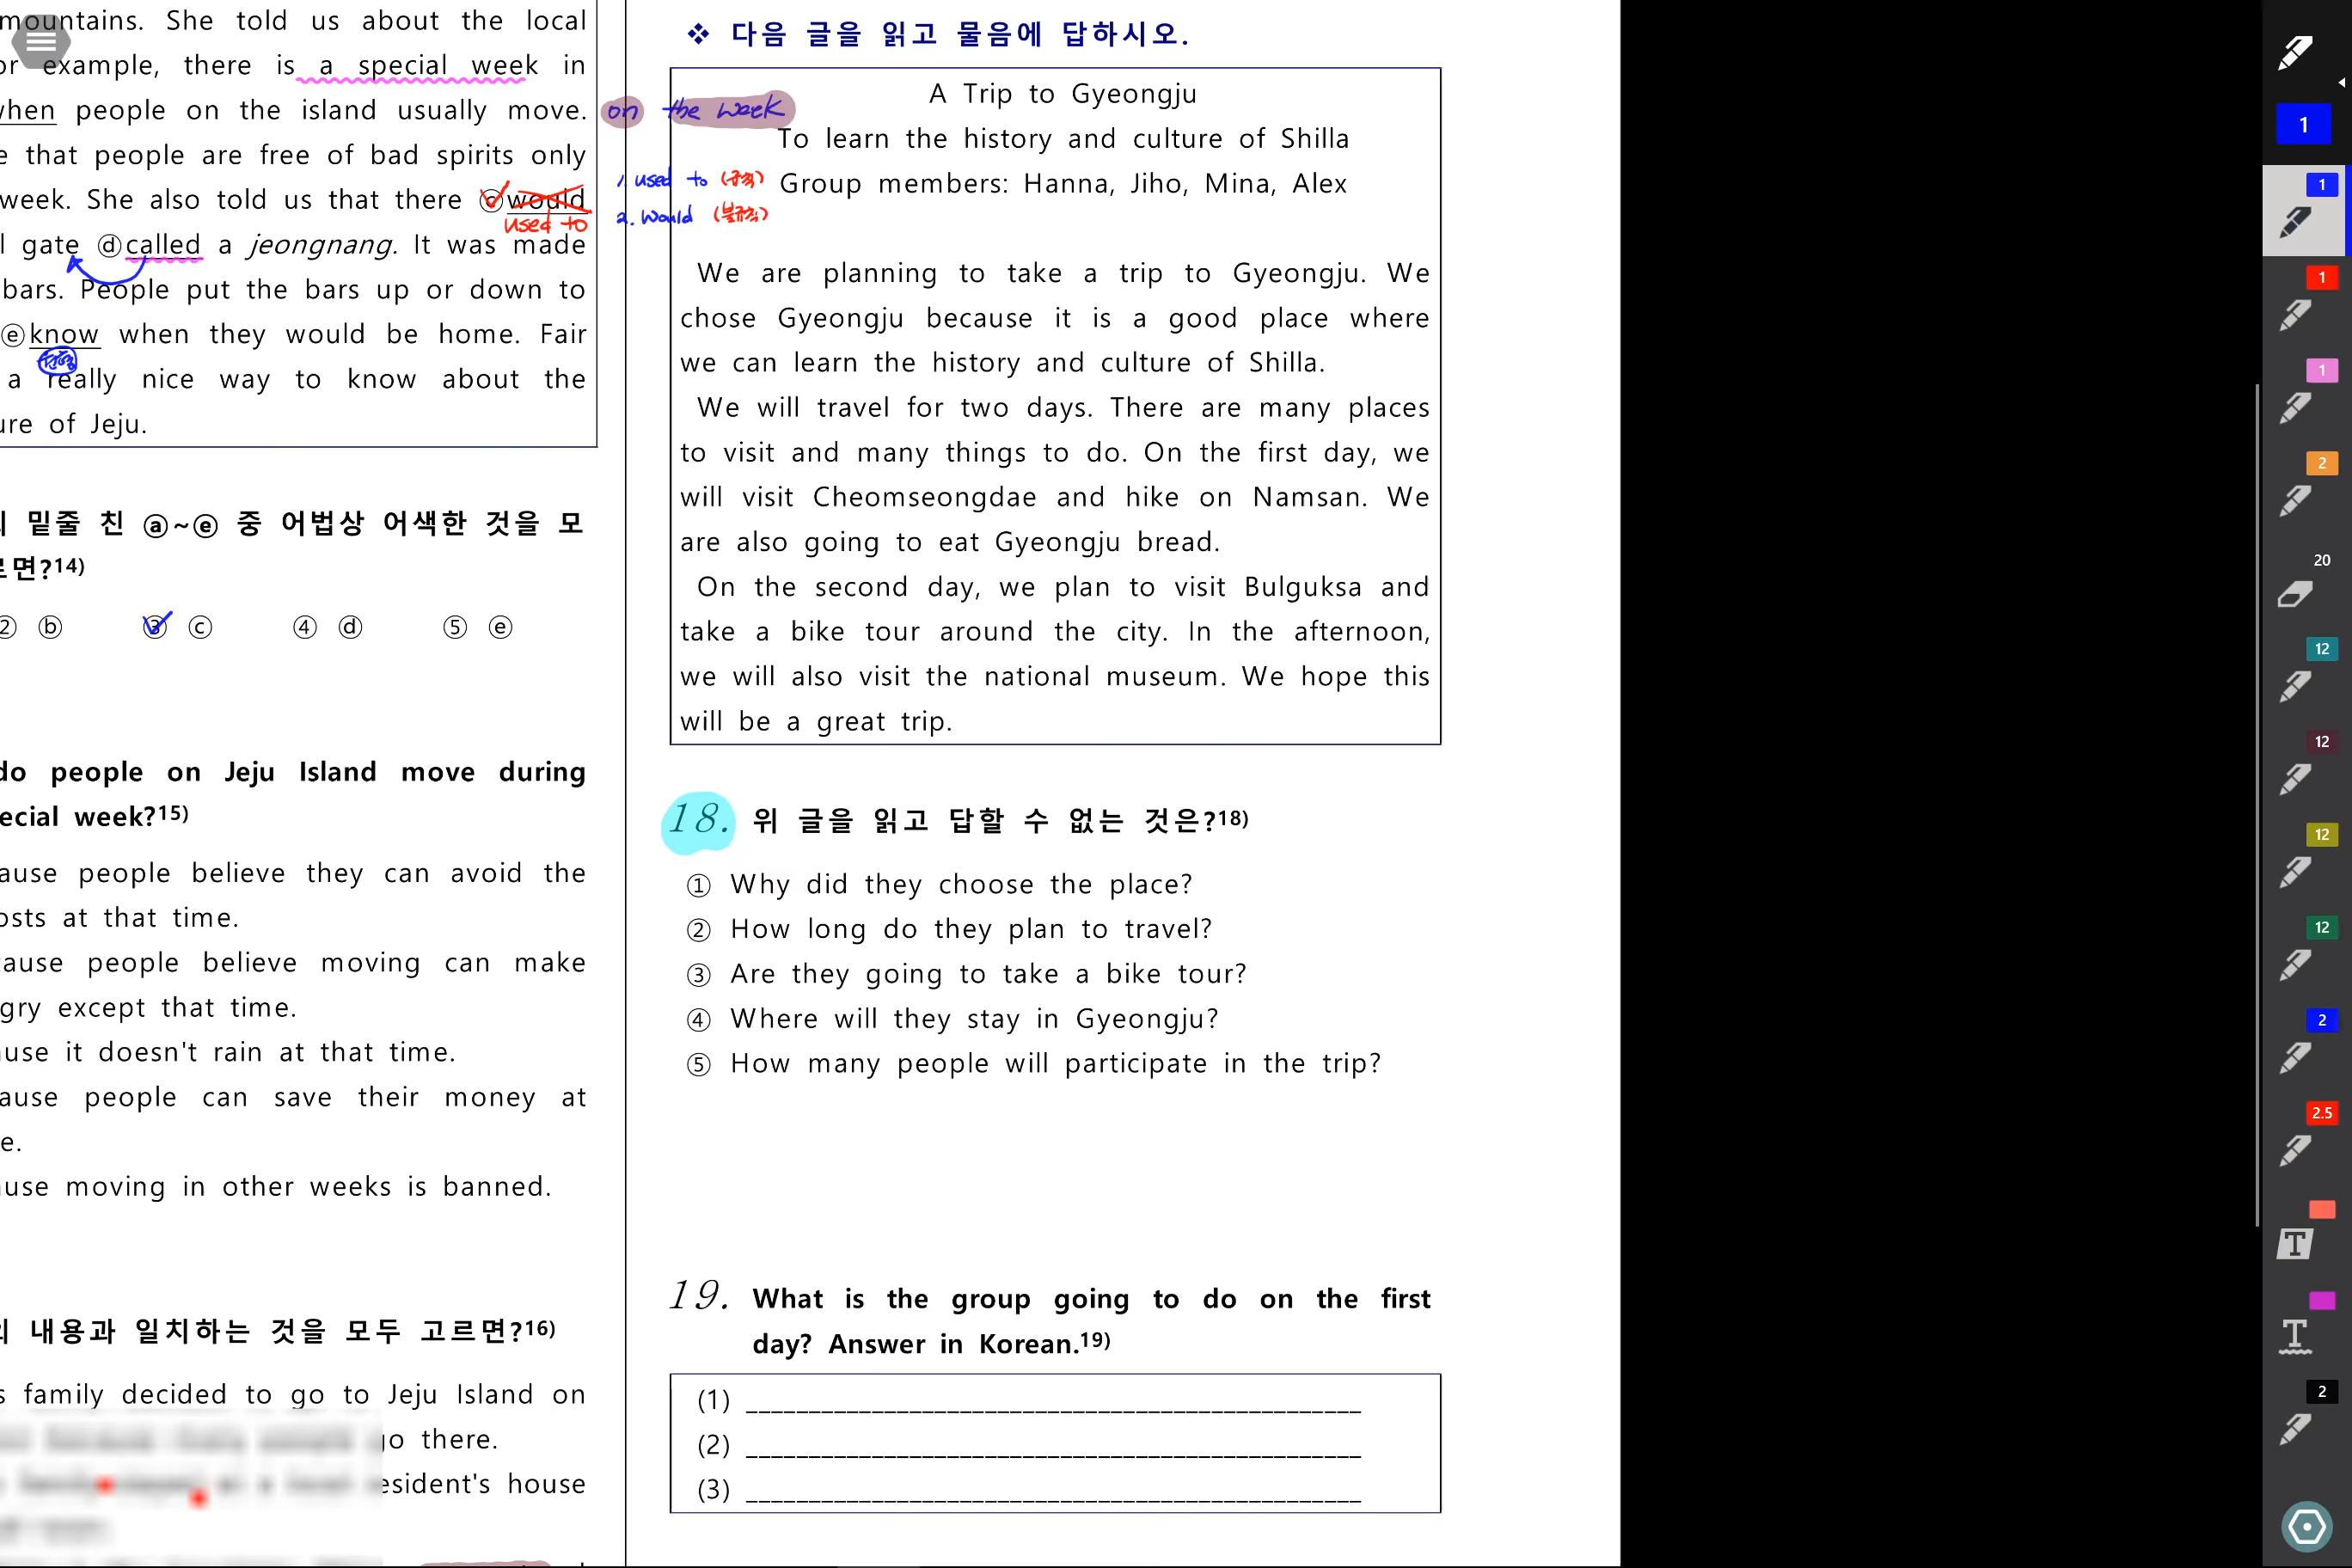 mountains. She told us about the local
or example, there is a special week in
when people on the island usually move.
e that people are free of bad spirits only
week. She also told us that there ⓒwould
used to
l gate ⓓcalled a jeongnang. It was made
bars. People put the bars up or down to
ⓔknow when they would be home. Fair
a really nice way to know about the
ure of Jeju.
밑줄 친 ⓐ~ⓔ 중 어법상 어색한 것을 모
르면?14)
② ⓑ ③ ⓒ ④ ⓓ ⑤ ⓔ
do people on Jeju Island move during
ecial week?15)
ause people believe they can avoid the
osts at that time.
ause people believe moving can make
gry except that time.
use it doesn't rain at that time.
ause people can save their money at
e.
use moving in other weeks is banned.
의 내용과 일치하는 것을 모두 고르면?16)
s family decided to go to Jeju Island on
go there.
esident's house
on the week
1. used to (규칙)
2. would (불규칙)
❖ 다음 글을 읽고 물음에 답하시오.
A Trip to Gyeongju
To learn the history and culture of Shilla
Group members: Hanna, Jiho, Mina, Alex
We are planning to take a trip to Gyeongju. We
chose Gyeongju because it is a good place where
we can learn the history and culture of Shilla.
We will travel for two days. There are many places
to visit and many things to do. On the first day, we
will visit Cheomseongdae and hike on Namsan. We
are also going to eat Gyeongju bread.
On the second day, we plan to visit Bulguksa and
take a bike tour around the city. In the afternoon,
we will also visit the national museum. We hope this
will be a great trip.
18. 위 글을 읽고 답할 수 없는 것은?18)
① Why did they choose the place?
② How long do they plan to travel?
③ Are they going to take a bike tour?
④ Where will they stay in Gyeongju?
⑤ How many people will participate in the trip?
19. What is the group going to do on the first
day? Answer in Korean.19)
(1)
(2)
(3)
1
1
1
1
2
20
12
12
12
12
2
2.5
T
T
2